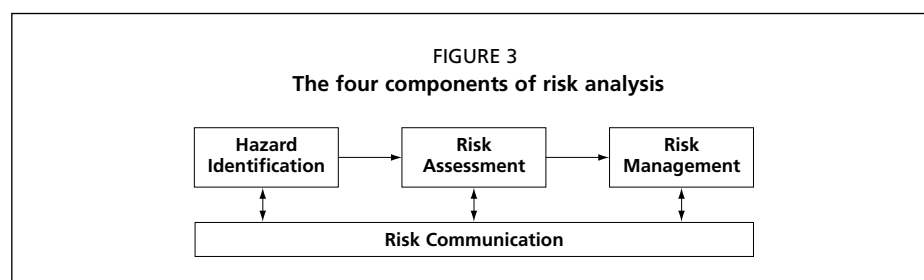 FIGURE 3
The four components of risk analysis
Hazard
Identification
Risk
Assessment
Risk
Management
Risk Communication